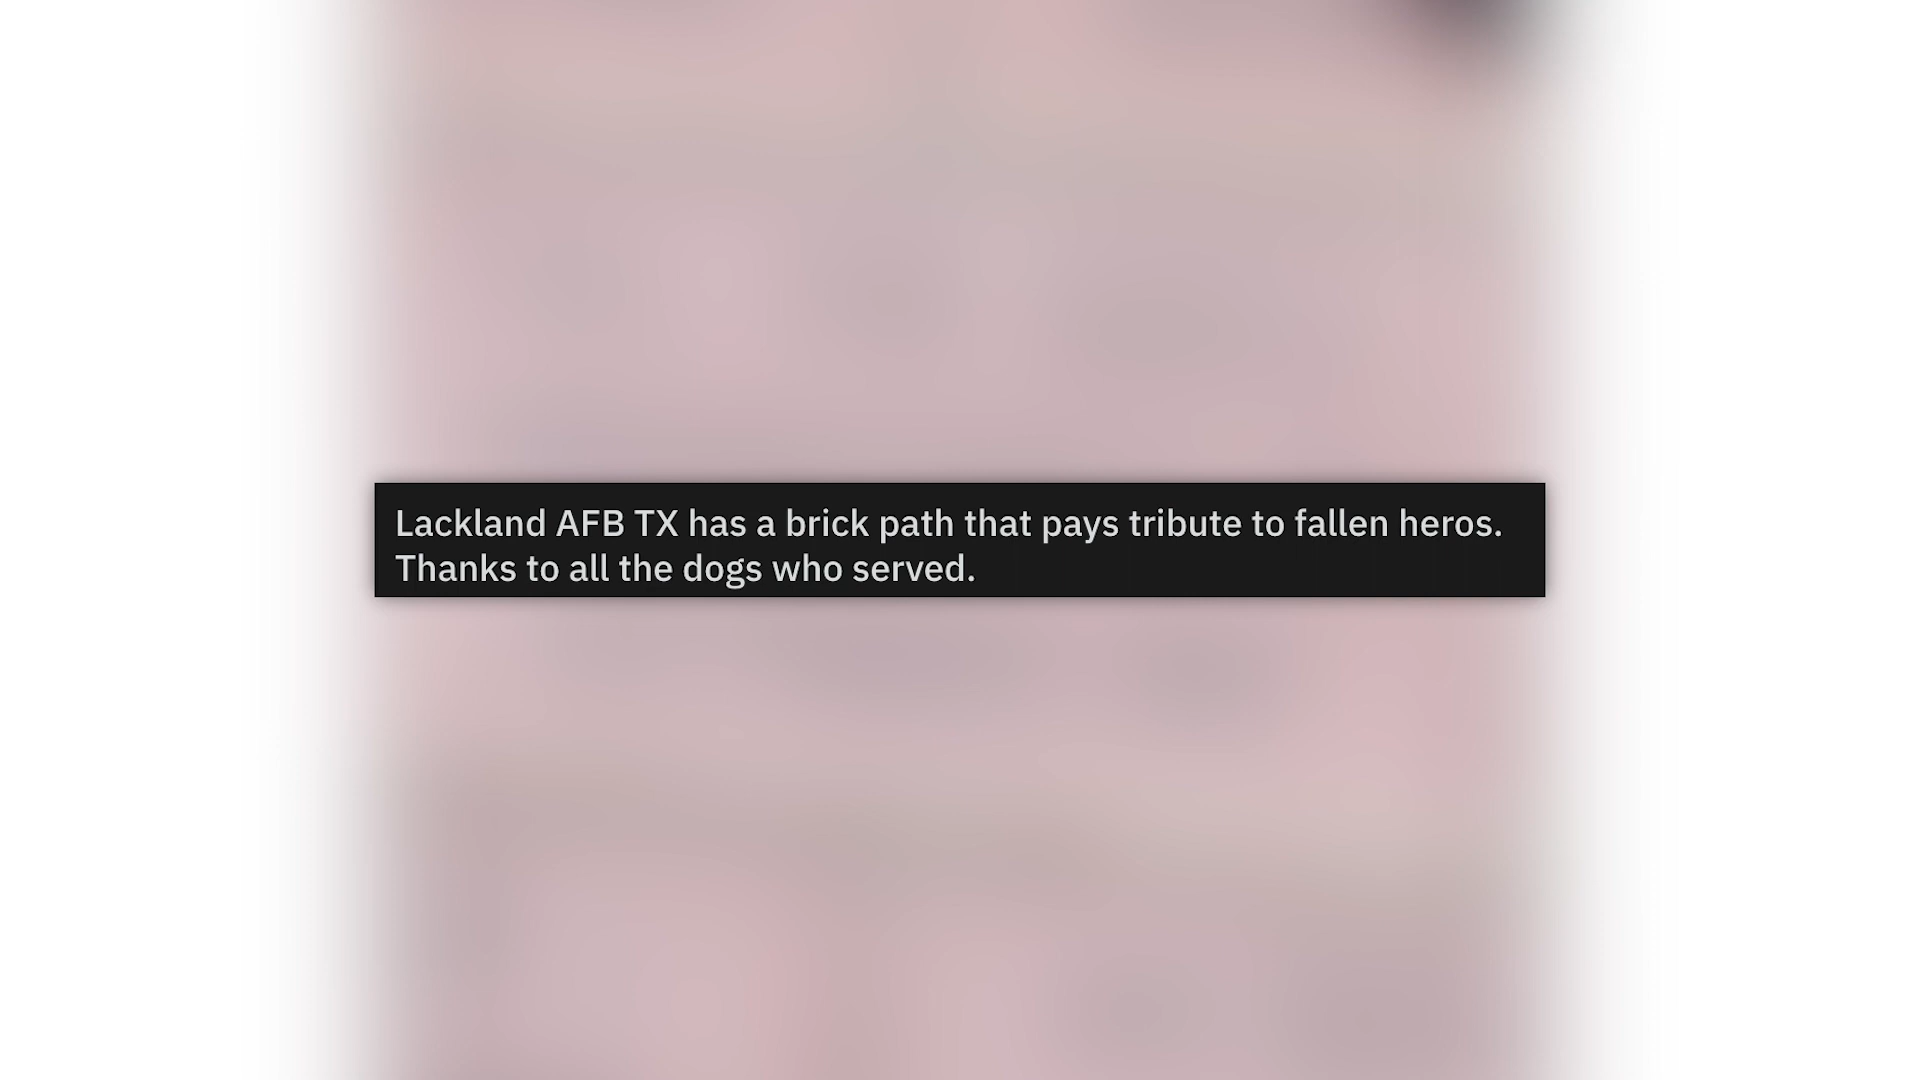 Lackland AFB TX has a brick path that pays tribute to fallen heros.
Thanks to all the dogs who served.